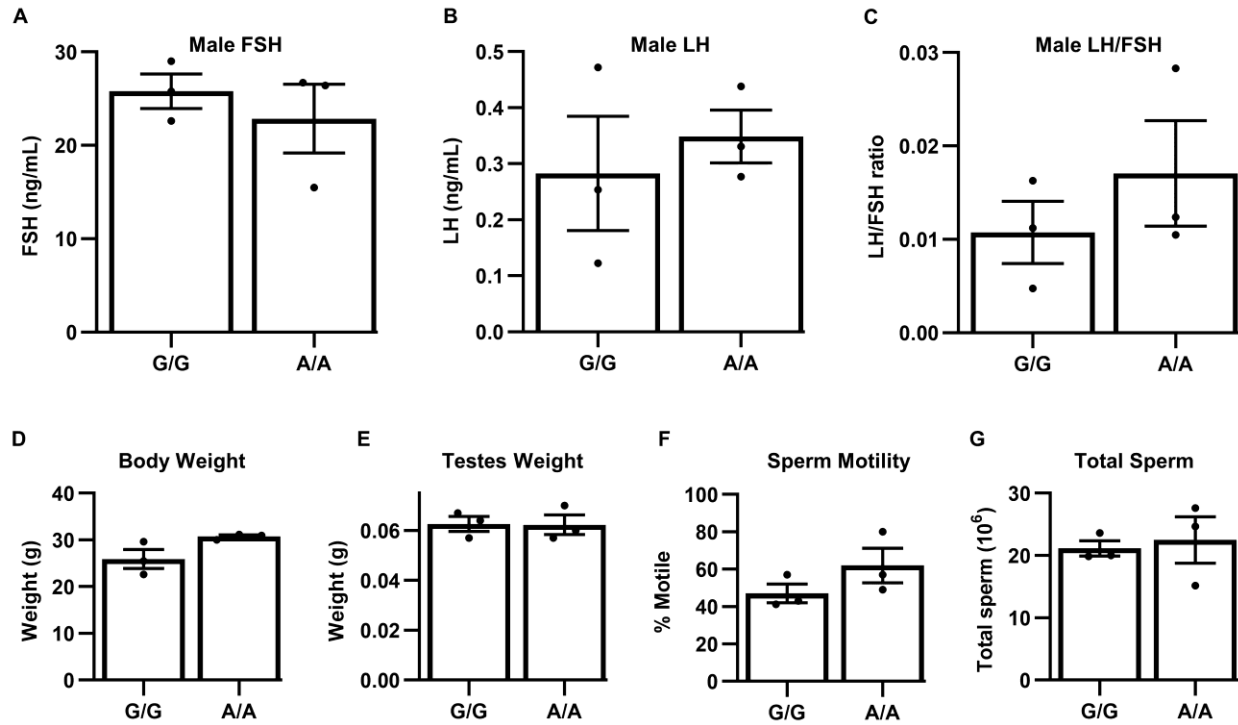 A
Male FSH
FSH (ng/mL)
30
20
10
0
G/G
A/A
B
Male LH
LH (ng/mL)
0.5
0.4
0.3
0.2
0.1
0.0
G/G
A/A
C
Male LH/FSH
LH/FSH ratio
0.03
0.02
0.01
0.00
G/G
A/A
D
Body Weight
Weight (g)
40
30
20
10
0
G/G
A/A
E
Testes Weight
Weight (g)
0.06
0.04
0.02
0.00
G/G
A/A
F
Sperm Motility
% Motile
100
80
60
40
20
0
G/G
A/A
G
Total Sperm
Total sperm (10^6)
30
20
10
0
G/G
A/A